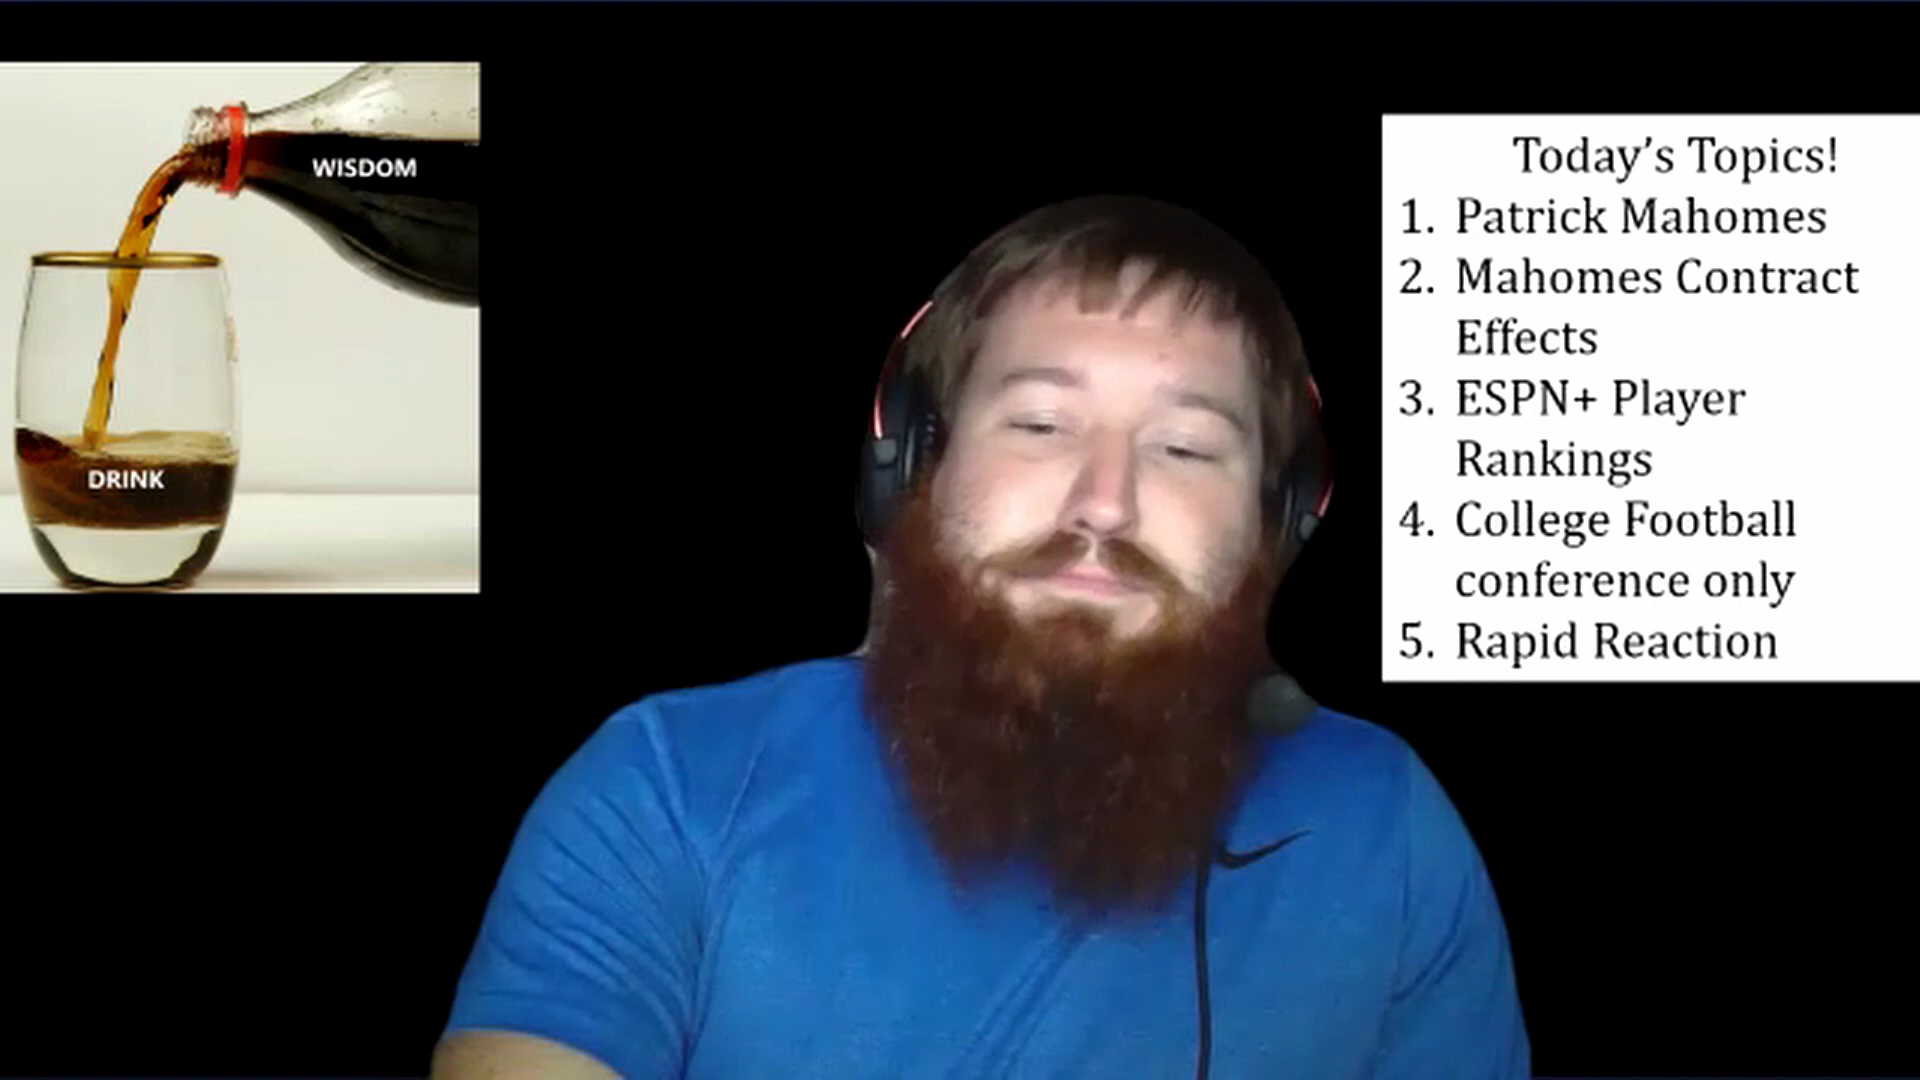 WISDOM
DRINK
Today’s Topics!
1. Patrick Mahomes
2. Mahomes Contract
Effects
3. ESPN+ Player
Rankings
4. College Football
conference only
5. Rapid Reaction